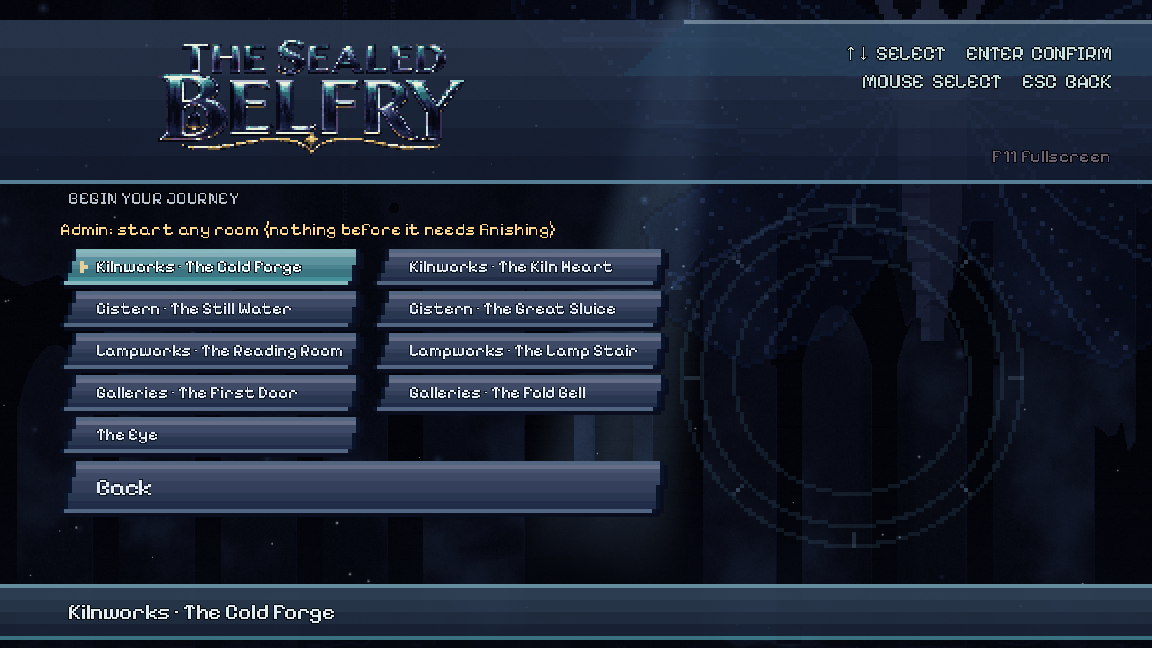 THE SEALED
BELFRY
↑↓ SELECT ENTER CONFIRM
MOUSE SELECT ESC BACK
F11 Fullscreen
BEGIN YOUR JOURNEY
Admin: start any room (nothing before it needs finishing)
Kilnworks · The Cold Forge
Kilnworks · The Kiln Heart
Cistern · The Still Water
Cistern · The Great Sluice
Lampworks · The Reading Room
Lampworks · The Lamp Stair
Galleries · The First Door
Galleries · The Fold Bell
The Eye
Back
Kilnworks · The Cold Forge